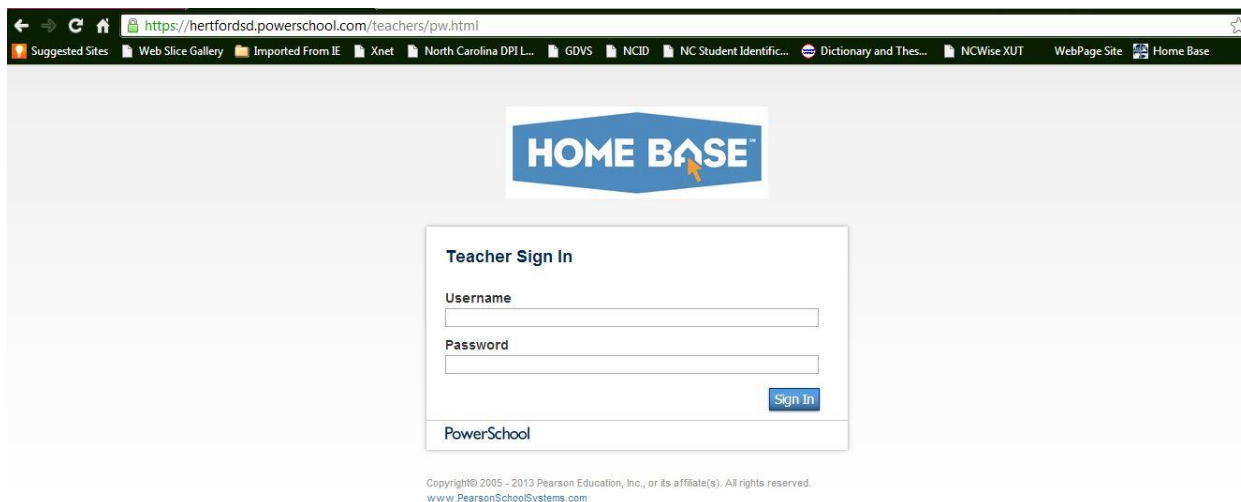 https://hertfordsd.powerschool.com/teachers/pw.html
Suggested Sites Web Slice Gallery Imported From IE Xnet North Carolina DPI L... GDVS NCID NC Student Identific... Dictionary and Thes... NCWise XUT WebPage Site Home Base
HOME BASE
Teacher Sign In
Username
Password
Sign In
PowerSchool
Copyright© 2005 - 2013 Pearson Education, Inc., or its affiliate(s). All rights reserved.
www.PearsonSchoolSystems.com